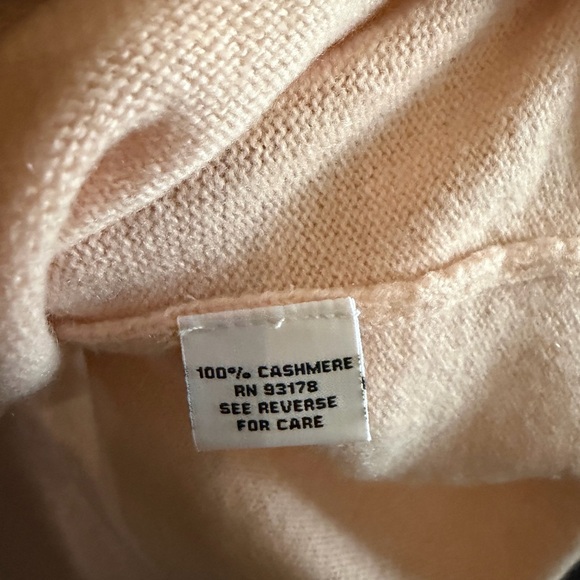 100% CASHMERE
RN 93178
SEE REVERSE
FOR CARE